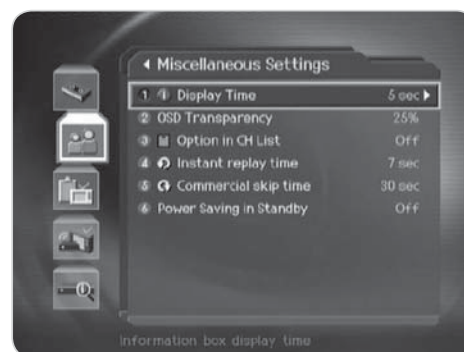 Miscellaneous Settings
1 Display Time 5 sec
2 OSD Transparency 25%
3 Option in CH List Off
4 Instant replay time 7 sec
5 Commercial skip time 30 sec
6 Power Saving in Standby Off
Information box display time